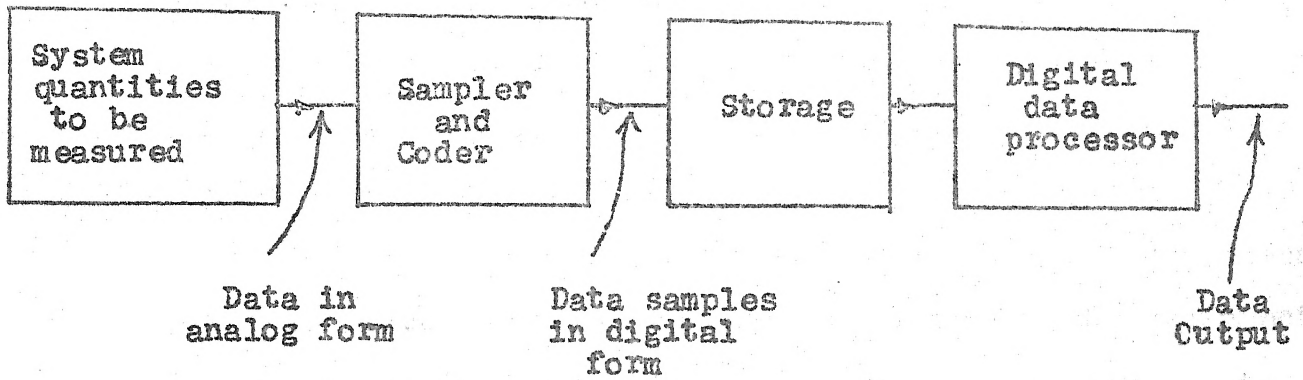 System
quantities
to be
measured
Sampler
and
Coder
Storage
Digital
data
processor
Data in
analog form
Data samples
in digital
form
Data
Output